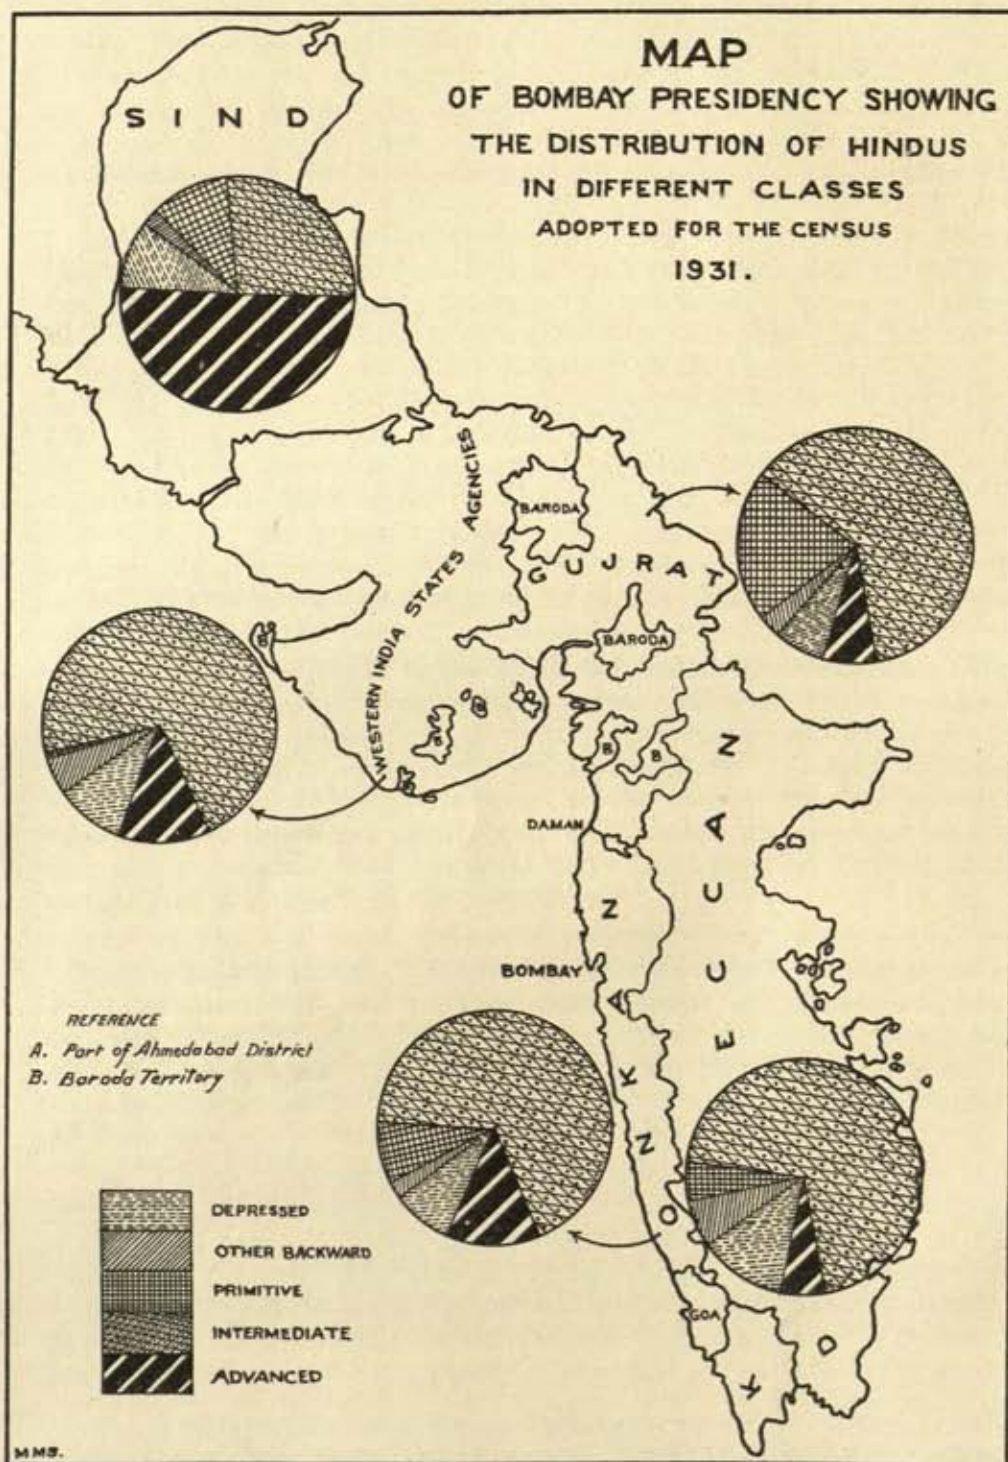 MAP
OF BOMBAY PRESIDENCY SHOWING
THE DISTRIBUTION OF HINDUS
IN DIFFERENT CLASSES
ADOPTED FOR THE CENSUS
1931.
SIND
WESTERN INDIA STATES AGENCIES
BARODA
GUJRAT
BARODA
B
B
B
B
B
DAMAN
DECCAN
BOMBAY
KONKAN
GOA
K
D
REFERENCE
A. Part of Ahmedabad District
B. Baroda Territory
DEPRESSED
OTHER BACKWARD
PRIMITIVE
INTERMEDIATE
ADVANCED
MMS.